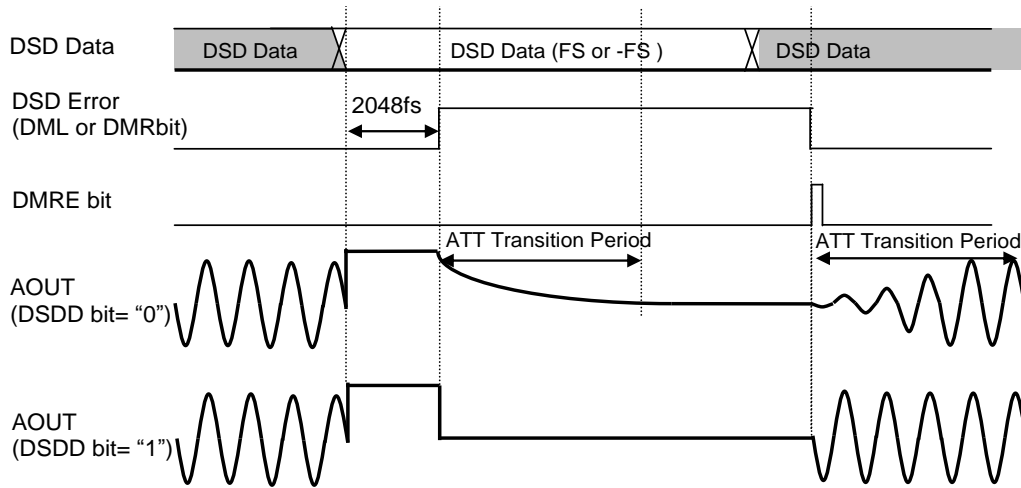 DSD Data
DSD Data
DSD Data (FS or -FS )
DSD Data
DSD Error
(DML or DMRbit)
2048fs
DMRE bit
ATT Transition Period
ATT Transition Period
AOUT
(DSDD bit= “0”)
AOUT
(DSDD bit= “1”)